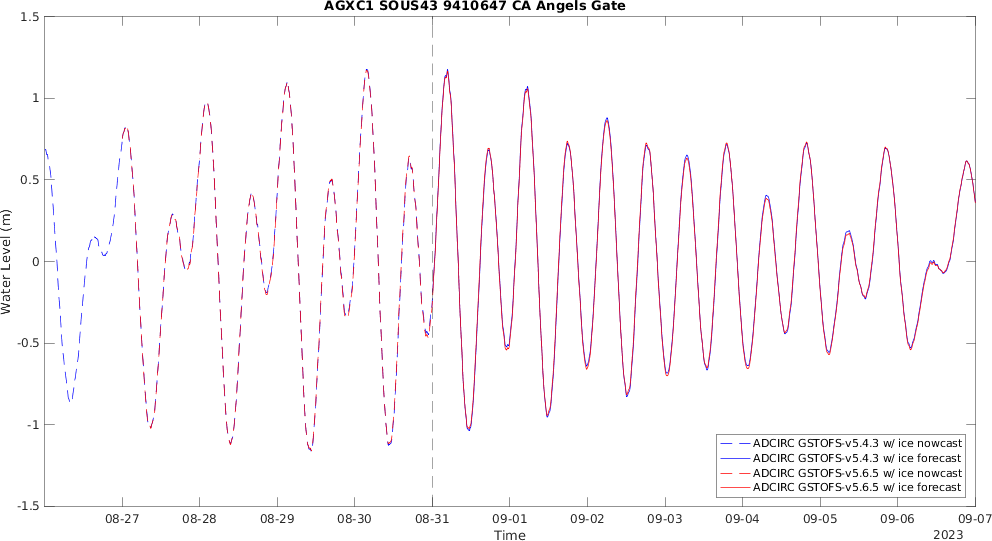 AGXC1 SOUS43 9410647 CA Angels Gate
1.5
1
0.5
0
-0.5
-1
-1.5
Water Level (m)
08-27 08-28 08-29 08-30 08-31 09-01 09-02 09-03 09-04 09-05 09-06 09-07
Time
2023
ADCIRC GSTOFS-v5.4.3 w/ ice nowcast
ADCIRC GSTOFS-v5.4.3 w/ ice forecast
ADCIRC GSTOFS-v5.6.5 w/ ice nowcast
ADCIRC GSTOFS-v5.6.5 w/ ice forecast